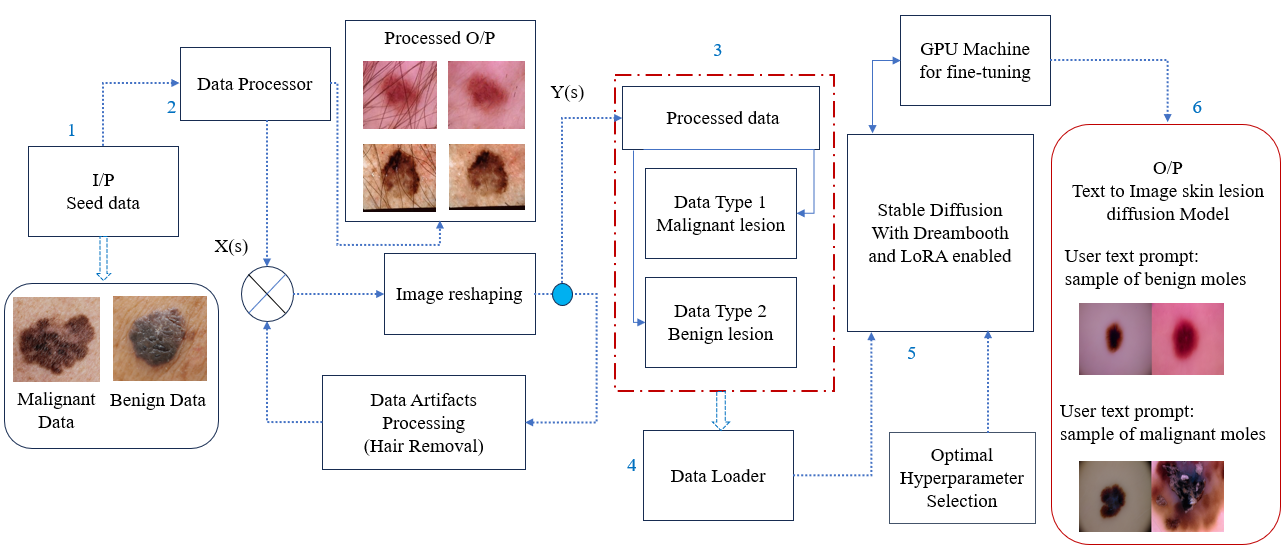 1
I/P
Seed data
Malignant
Data
Benign Data
2
Data Processor
Processed O/P
X(s)
Image reshaping
Data Artifacts
Processing
(Hair Removal)
Y(s)
3
Processed data
Data Type 1
Malignant lesion
Data Type 2
Benign lesion
4
Data Loader
GPU Machine
for fine-tuning
Stable Diffusion
With Dreambooth
and LoRA enabled
5
Optimal
Hyperparameter
Selection
6
O/P
Text to Image skin lesion
diffusion Model
User text prompt:
sample of benign moles
User text prompt:
sample of malignant moles